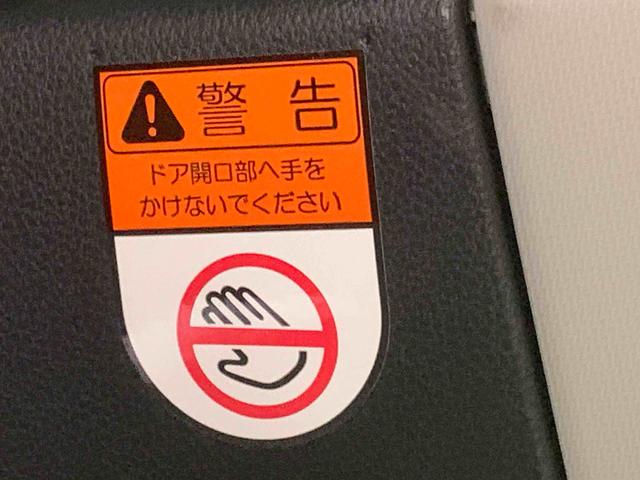 警告
ドア開口部へ手を
かけないでください